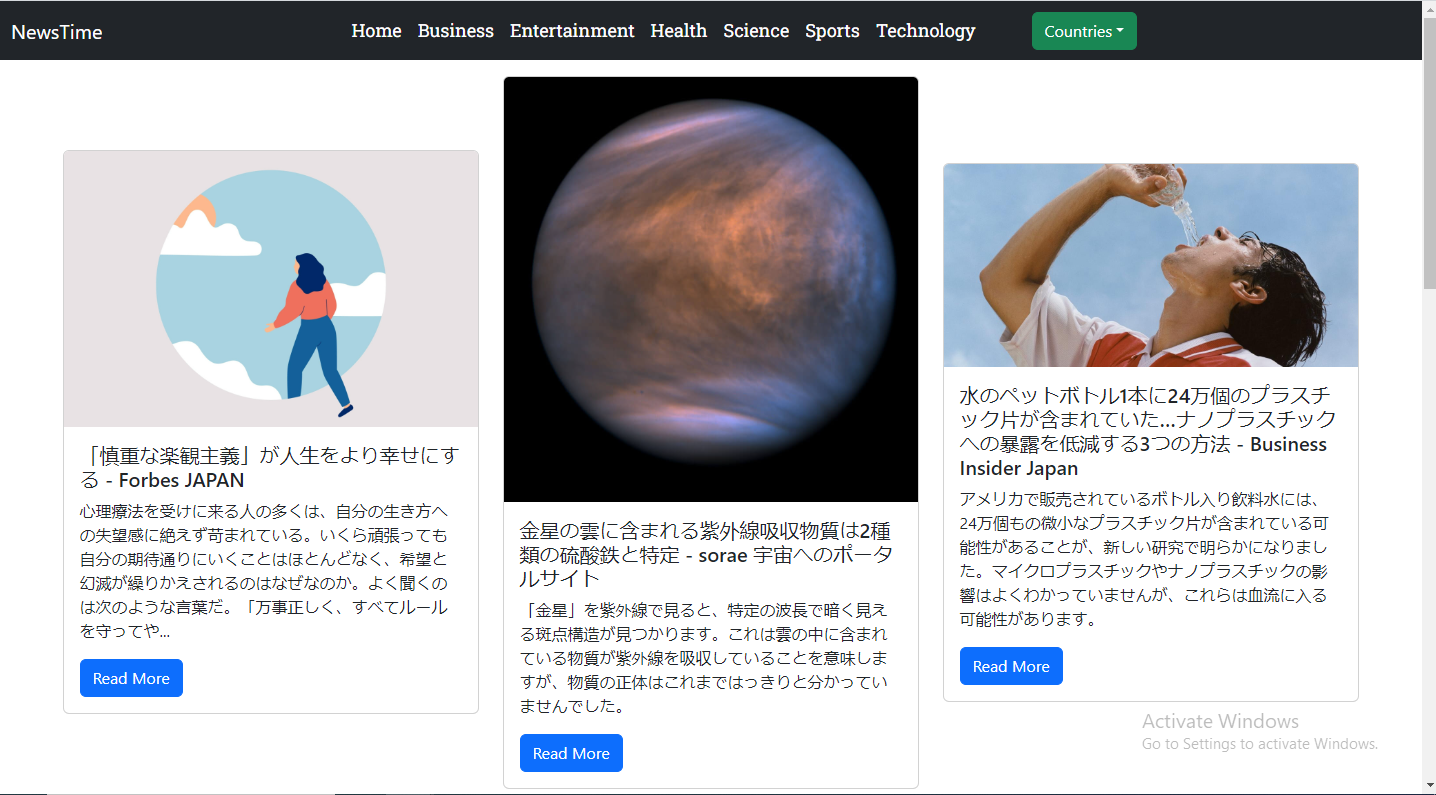 NewsTime
Home Business Entertainment Health Science Sports Technology
Countries
「慎重な楽観主義」が人生をより幸せにす
る - Forbes JAPAN
心理療法を受けに来る人の多くは、自分の生き方へ
の失望感に絶えず苛まれている。いくら頑張っても
自分の期待通りにいくことはほとんどなく、希望と
幻滅が繰りかえされるのはなぜなのか。よく聞くの
は次のような言葉だ。「万事正しく、すべてルール
を守ってや...
Read More
金星の雲に含まれる紫外線吸収物質は2種
類の硫酸鉄と特定 - sorae 宇宙へのポータ
ルサイト
「金星」を紫外線で見ると、特定の波長で暗く見え
る斑点構造が見つかります。これは雲の中に含まれ
ている物質が紫外線を吸収していることを意味しま
すが、物質の正体はこれまではっきりと分かってい
ませんでした。
Read More
水のペットボトル1本に24万個のプラスチ
ック片が含まれていた…ナノプラスチック
への暴露を低減する3つの方法 - Business
Insider Japan
アメリカで販売されているボトル入り飲料水には、
24万個もの微小なプラスチック片が含まれている可
能性があることが、新しい研究で明らかになりまし
た。マイクロプラスチックやナノプラスチックの影
響はよくわかっていませんが、これらは血流に入る
可能性があります。
Read More
Activate Windows
Go to Settings to activate Windows.